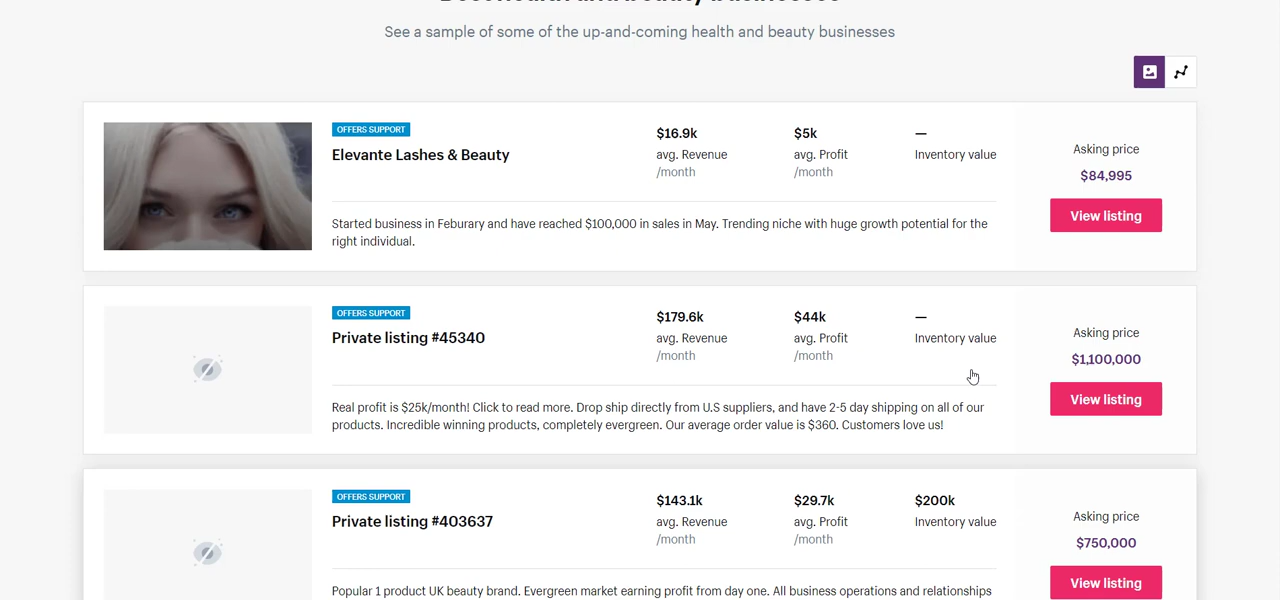 Best health and beauty businesses
See a sample of some of the up-and-coming health and beauty businesses
OFFERS SUPPORT
Elevante Lashes & Beauty
$16.9k
avg. Revenue
/month
$5k
avg. Profit
/month
—
Inventory value
Started business in Feburary and have reached $100,000 in sales in May. Trending niche with huge growth potential for the
right individual.
Asking price
$84,995
View listing
OFFERS SUPPORT
Private listing #45340
$179.6k
avg. Revenue
/month
$44k
avg. Profit
/month
—
Inventory value
Real profit is $25k/month! Click to read more. Drop ship directly from U.S suppliers, and have 2-5 day shipping on all of our
products. Incredible winning products, completely evergreen. Our average order value is $360. Customers love us!
Asking price
$1,100,000
View listing
OFFERS SUPPORT
Private listing #403637
$143.1k
avg. Revenue
/month
$29.7k
avg. Profit
/month
$200k
Inventory value
Popular 1 product UK beauty brand. Evergreen market earning profit from day one. All business operations and relationships
Asking price
$750,000
View listing